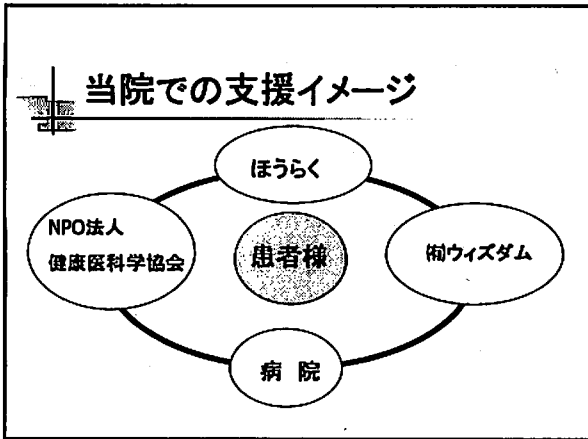 当院での支援イメージ
ほうらく
NPO法人
健康医科学協会
患者様
㈲ウィズダム
病 院